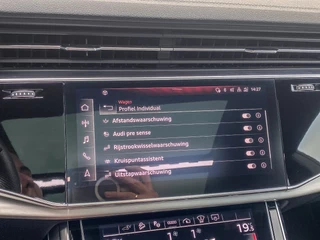 14:27
Wagen
Profiel Individual
Afstandswaarschuwing
Audi pre sense
Rijstrookwisselwaarschuwing
Kruispuntassistent
Uitstapwaarschuwing